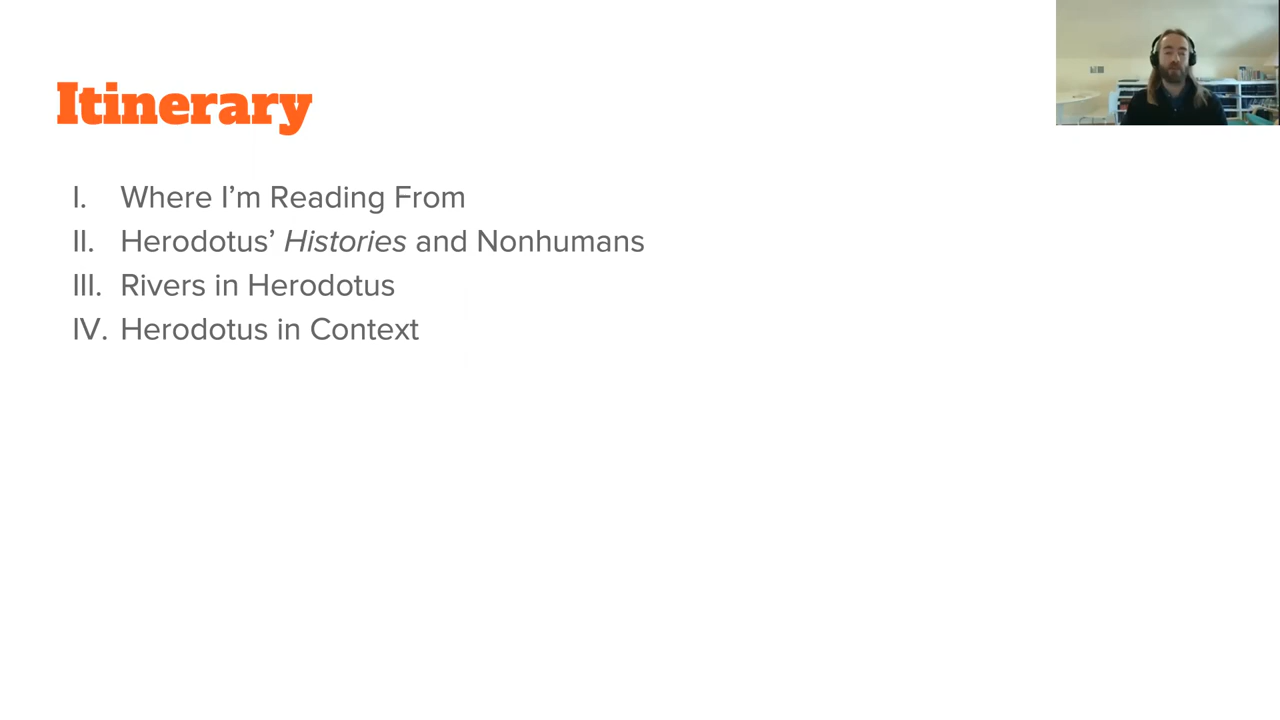 Itinerary
I. Where I’m Reading From
II. Herodotus’ Histories and Nonhumans
III. Rivers in Herodotus
IV. Herodotus in Context